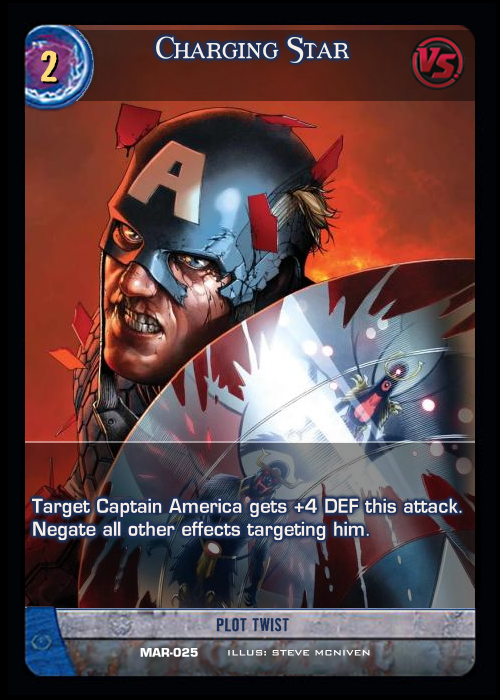 2
CHARGING STAR
VS.
A
Target Captain America gets +4 DEF this attack.
Negate all other effects targeting him.
PLOT TWIST
MAR-025 ILLUS: STEVE MCNIVEN